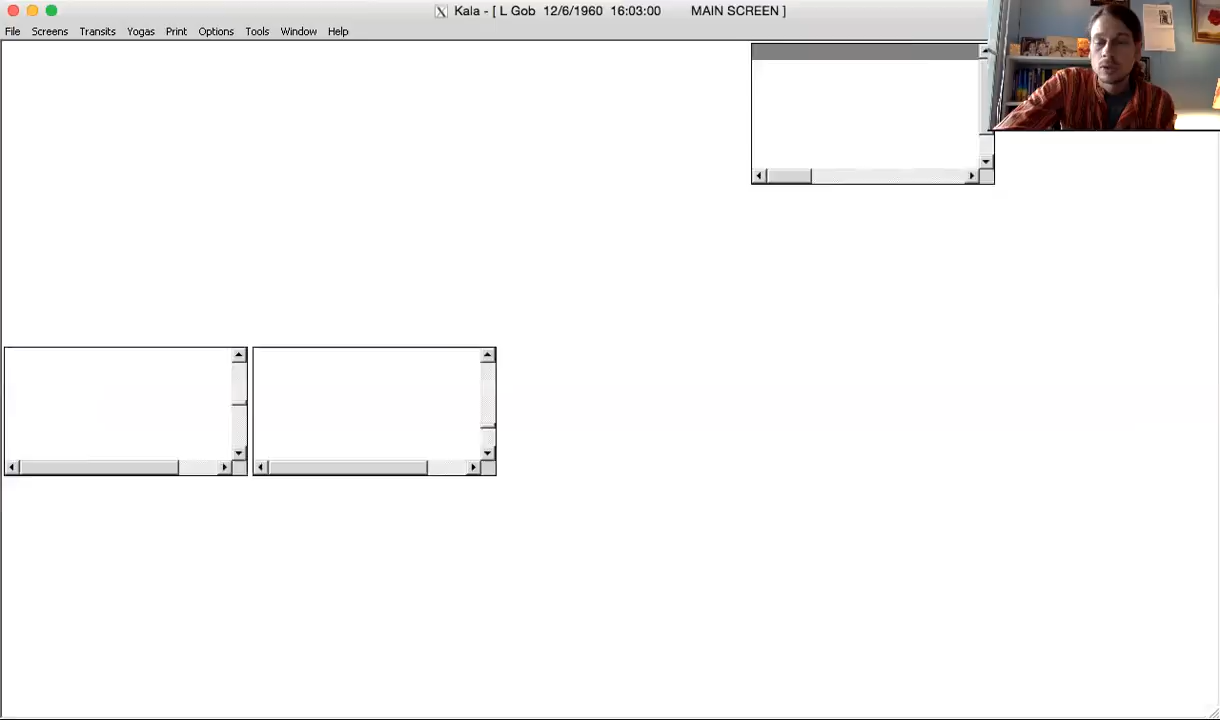 Kala - [ L Gob 12/6/1960 16:03:00 MAIN SCREEN ]
File Screens Transits Yogas Print Options Tools Window Help